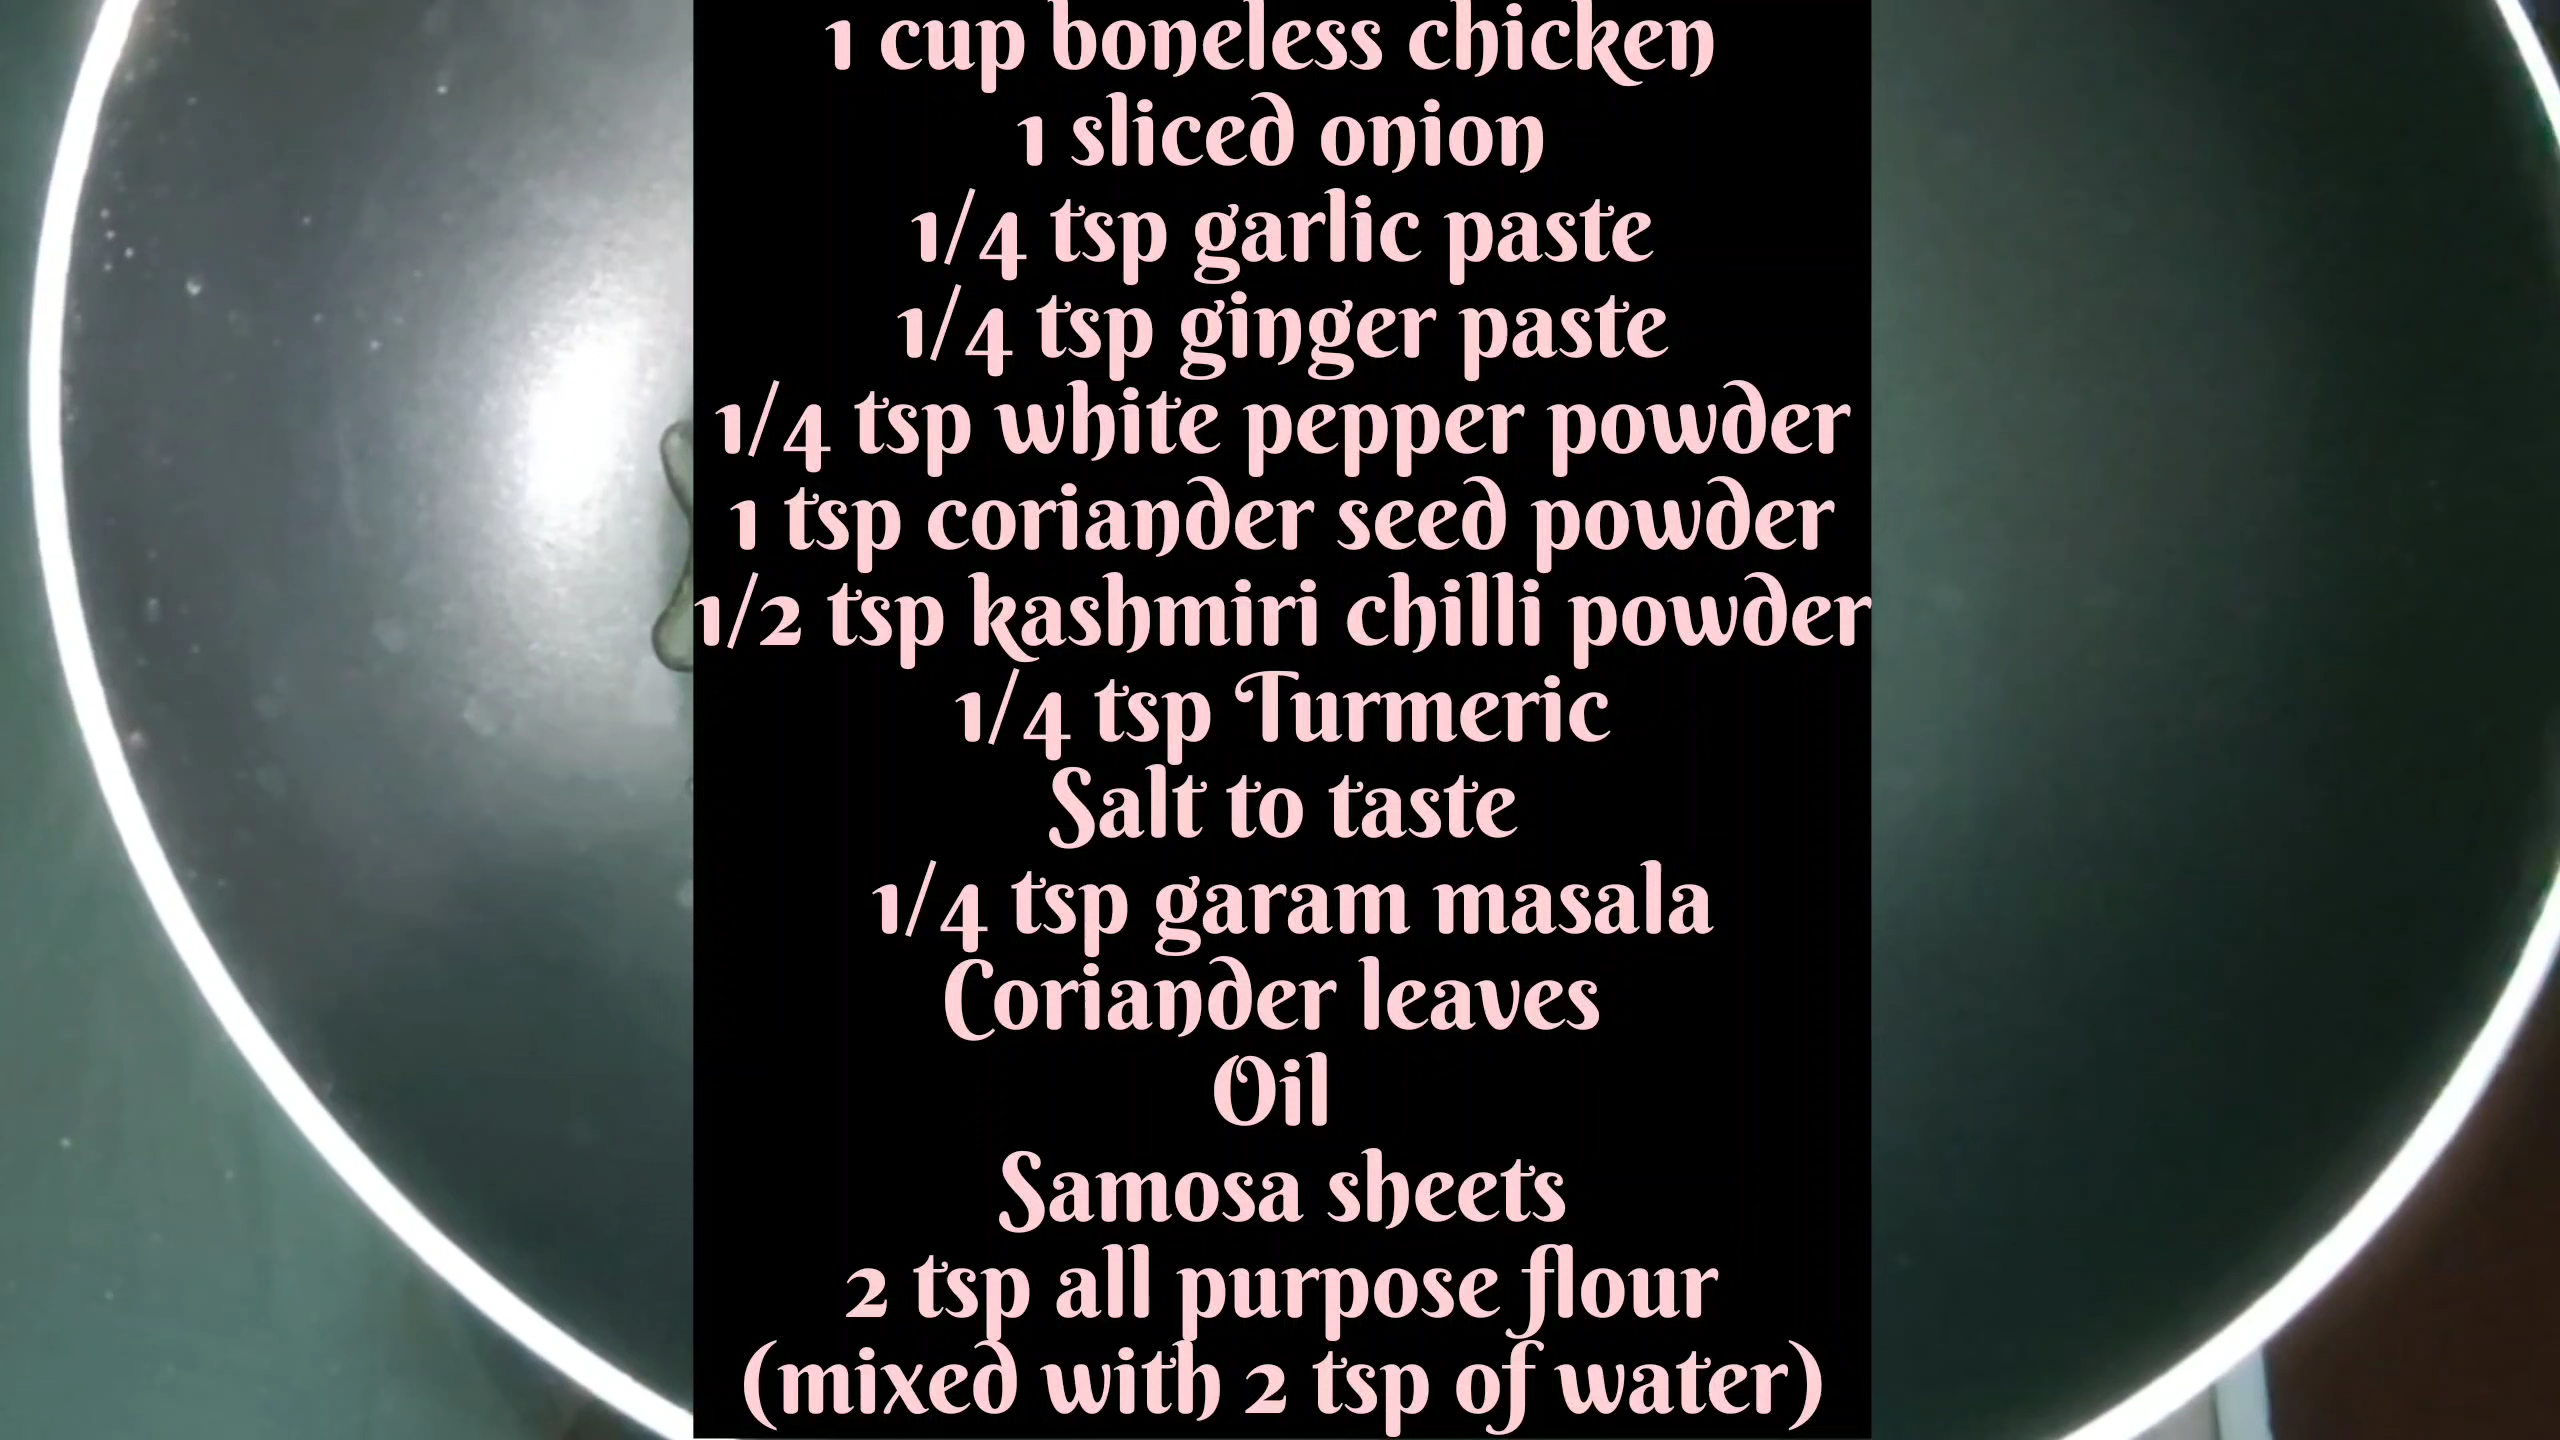 1 cup boneless chicken
1 sliced onion
1/4 tsp garlic paste
1/4 tsp ginger paste
1/4 tsp white pepper powder
1 tsp coriander seed powder
1/2 tsp kashmiri chilli powder
1/4 tsp Turmeric
Salt to taste
1/4 tsp garam masala
Coriander leaves
Oil
Samosa sheets
2 tsp all purpose flour
(mixed with 2 tsp of water)